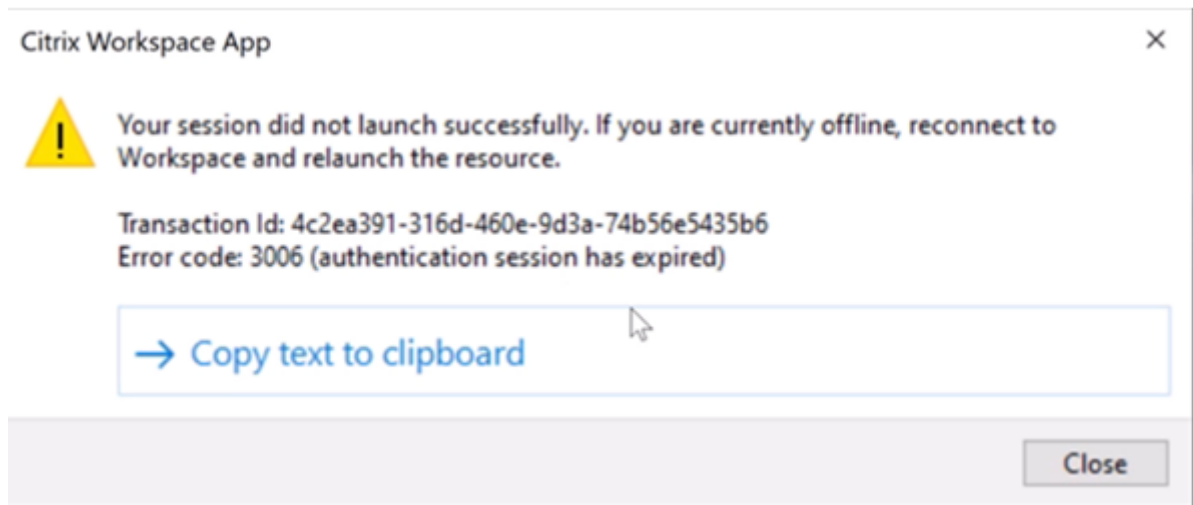 Citrix Workspace App
Your session did not launch successfully. If you are currently offline, reconnect to
Workspace and relaunch the resource.
Transaction Id: 4c2ea391-316d-460e-9d3a-74b56e5435b6
Error code: 3006 (authentication session has expired)
Copy text to clipboard
Close